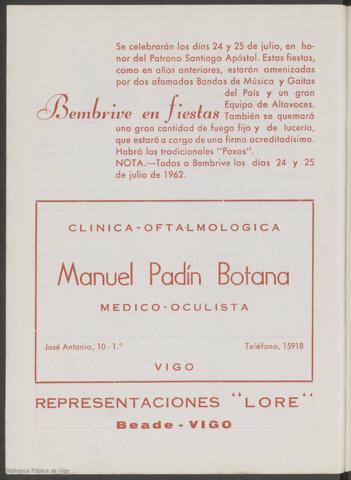 Se celebrarán los días 24 y 25 de julio, en ho-
nor del Patrono Santiago Apóstol. Estas fiestas,
como en años anteriores, estarán amenizadas
por dos afamadas Bandas de Música y Gaitas
del País y un gran
Equipo de Altavoces.
Bembrive en fiestas
También se quemará
una gran cantidad de fuego fijo y de lucería,
que estará a cargo de una firma acreditadísima.
Habrá las tradicionales "Poxas".
NOTA.—Todos a Bembrive los días 24 y 25
de julio de 1962.
CLINICA-OFTALMOLOGICA
Manuel Padín Botana
MEDICO-OCULISTA
José Antonio, 10 - 1.º
Teléfono, 15918
VIGO
REPRESENTACIONES "LORE"
Beade - VIGO
Biblioteca Pública de Vigo